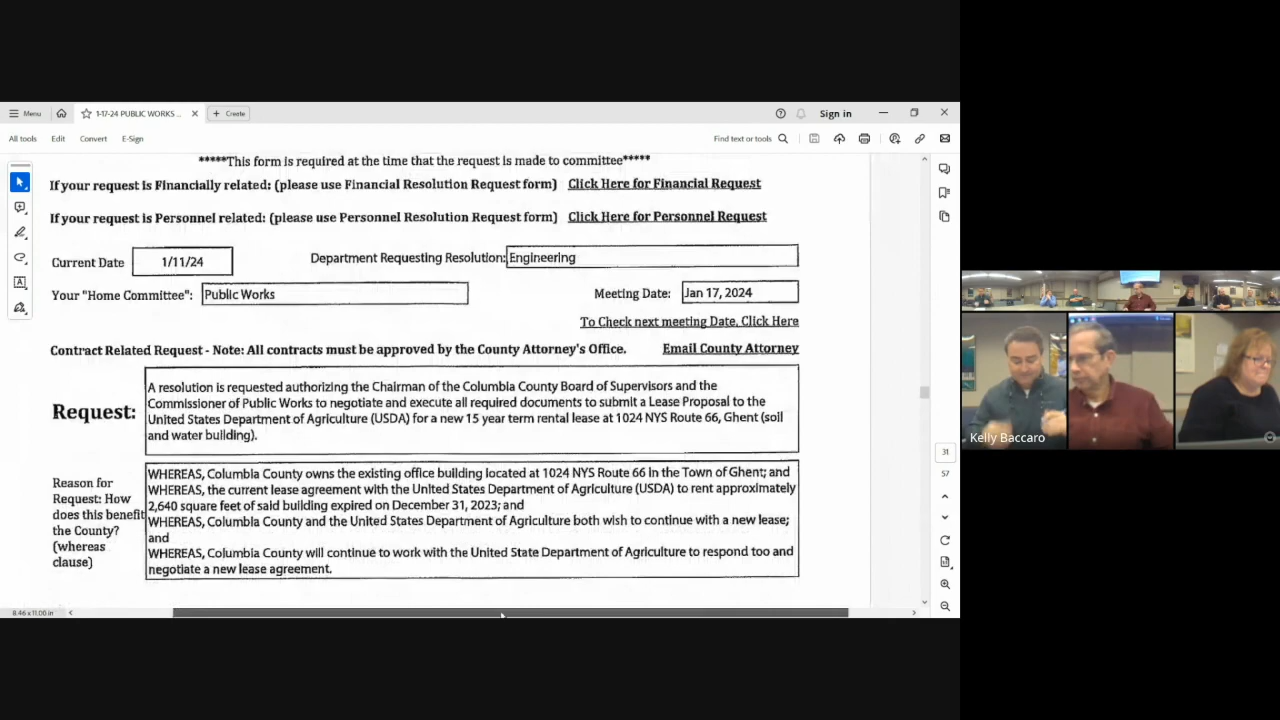 Menu
1-17-24 PUBLIC WORKS ...
Create
Sign in
All tools Edit Convert E-Sign
Find text or tools
*****This form is required at the time that the request is made to committee*****
If your request is Financially related: (please use Financial Resolution Request form) Click Here for Financial Request
If your request is Personnel related: (please use Personnel Resolution Request form) Click Here for Personnel Request
Current Date 1/11/24 Department Requesting Resolution: Engineering
Your "Home Committee": Public Works Meeting Date: Jan 17, 2024
To Check next meeting Date, Click Here
Contract Related Request - Note: All contracts must be approved by the County Attorney's Office. Email County Attorney
Request:
A resolution is requested authorizing the Chairman of the Columbia County Board of Supervisors and the
Commissioner of Public Works to negotiate and execute all required documents to submit a Lease Proposal to the
United States Department of Agriculture (USDA) for a new 15 year term rental lease at 1024 NYS Route 66, Ghent (soil
and water building).
Reason for
Request: How
does this benefit
the County?
(whereas
clause)
WHEREAS, Columbia County owns the existing office building located at 1024 NYS Route 66 in the Town of Ghent; and
WHEREAS, the current lease agreement with the United States Department of Agriculture (USDA) to rent approximately
2,640 square feet of said building expired on December 31, 2023; and
WHEREAS, Columbia County and the United States Department of Agriculture both wish to continue with a new lease;
and
WHEREAS, Columbia County will continue to work with the United State Department of Agriculture to respond too and
negotiate a new lease agreement.
31
57
8.46 x 11.00 in
Kelly Baccaro